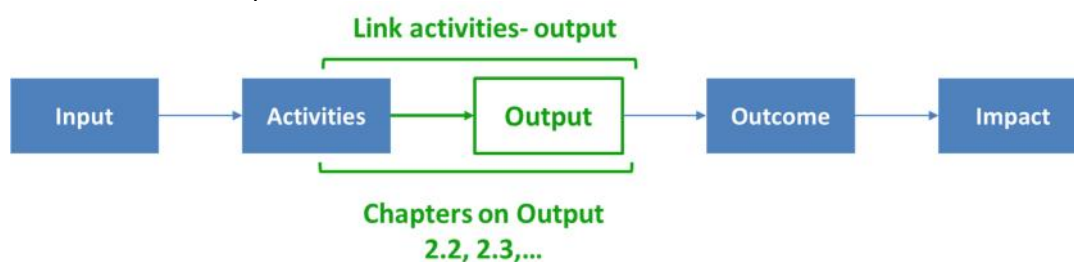 Link activities- output
Input
Activities
Output
Outcome
Impact
Chapters on Output
2.2, 2.3,...